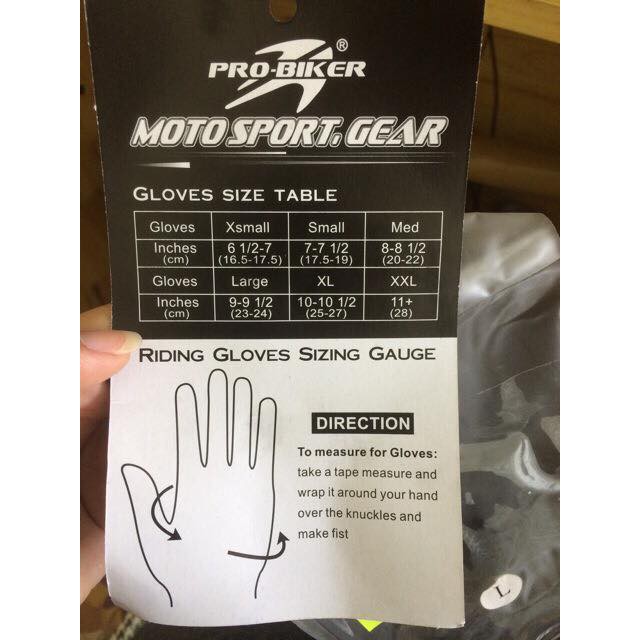 ®
PRO-BIKER
MOTO SPORT, GEAR
GLOVES SIZE TABLE
Gloves Xsmall Small Med
Inches 6 1/2-7 7-7 1/2 8-8 1/2
(cm) (16.5-17.5) (17.5-19) (20-22)
Gloves Large XL XXL
Inches 9-9 1/2 10-10 1/2 11+
(cm) (23-24) (25-27) (28)
RIDING GLOVES SIZING GAUGE
DIRECTION
To measure for Gloves:
take a tape measure and
wrap it around your hand
over the knuckles and
make fist
L